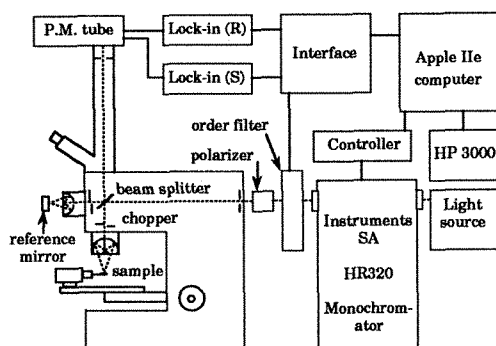 P.M. tube
Lock-in (R)
Lock-in (S)
Interface
Apple IIe
computer
order filter
polarizer
Controller
HP 3000
beam splitter
chopper
reference
mirror
sample
Instruments
SA
HR320
Monochrom-
ator
Light
source